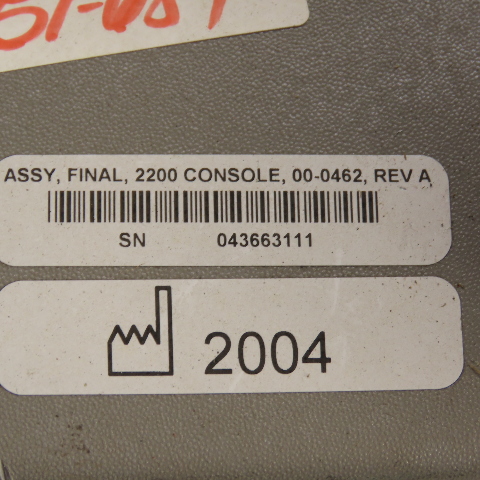 ASSY, FINAL, 2200 CONSOLE, 00-0462, REV A
SN 043663111
2004